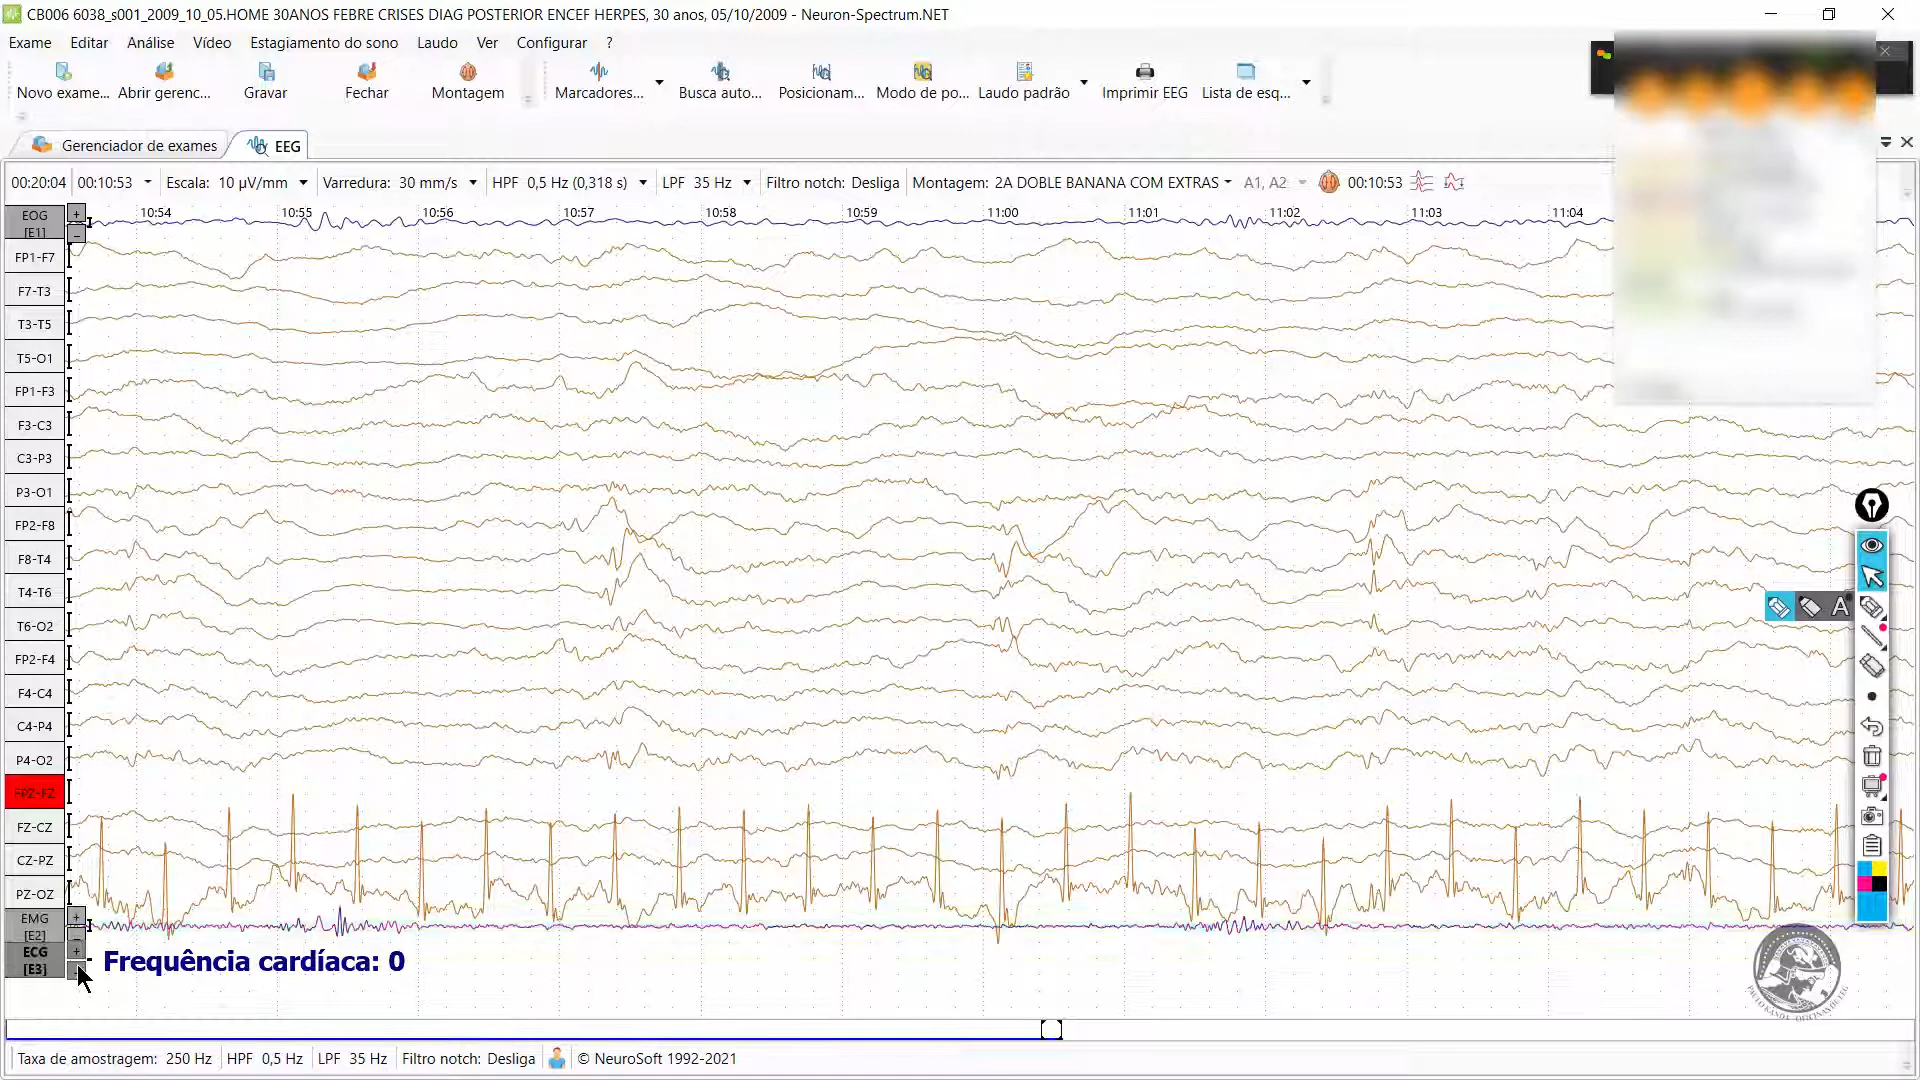 CB006 6038_s001_2009_10_05.HOME 30ANOS FEBRE CRISES DIAG POSTERIOR ENCEF HERPES, 30 anos, 05/10/2009 - Neuron-Spectrum.NET
Exame Editar Análise Vídeo Estagiamento do sono Laudo Ver Configurar ?
Novo exame... Abrir gerenc... Gravar Fechar Montagem Marcadores... Busca auto... Posicionam... Modo de po... Laudo padrão Imprimir EEG Lista de esq...
Gerenciador de exames EEG
00:20:04 00:10:53 Escala: 10 µV/mm Varredura: 30 mm/s HPF 0,5 Hz (0,318 s) LPF 35 Hz Filtro notch: Desliga Montagem: 2A DOBLE BANANA COM EXTRAS A1, A2 00:10:53
10:54 10:55 10:56 10:57 10:58 10:59 11:00 11:01 11:02 11:03 11:04
EOG
[E1]
FP1-F7
F7-T3
T3-T5
T5-O1
FP1-F3
F3-C3
C3-P3
P3-O1
FP2-F8
F8-T4
T4-T6
T6-O2
FP2-F4
F4-C4
C4-P4
P4-O2
FPZ-FZ
FZ-CZ
CZ-PZ
PZ-OZ
EMG
[E2]
ECG
[E3]
Frequência cardíaca: 0
A
Taxa de amostragem: 250 Hz HPF 0,5 Hz LPF 35 Hz Filtro notch: Desliga © NeuroSoft 1992-2021